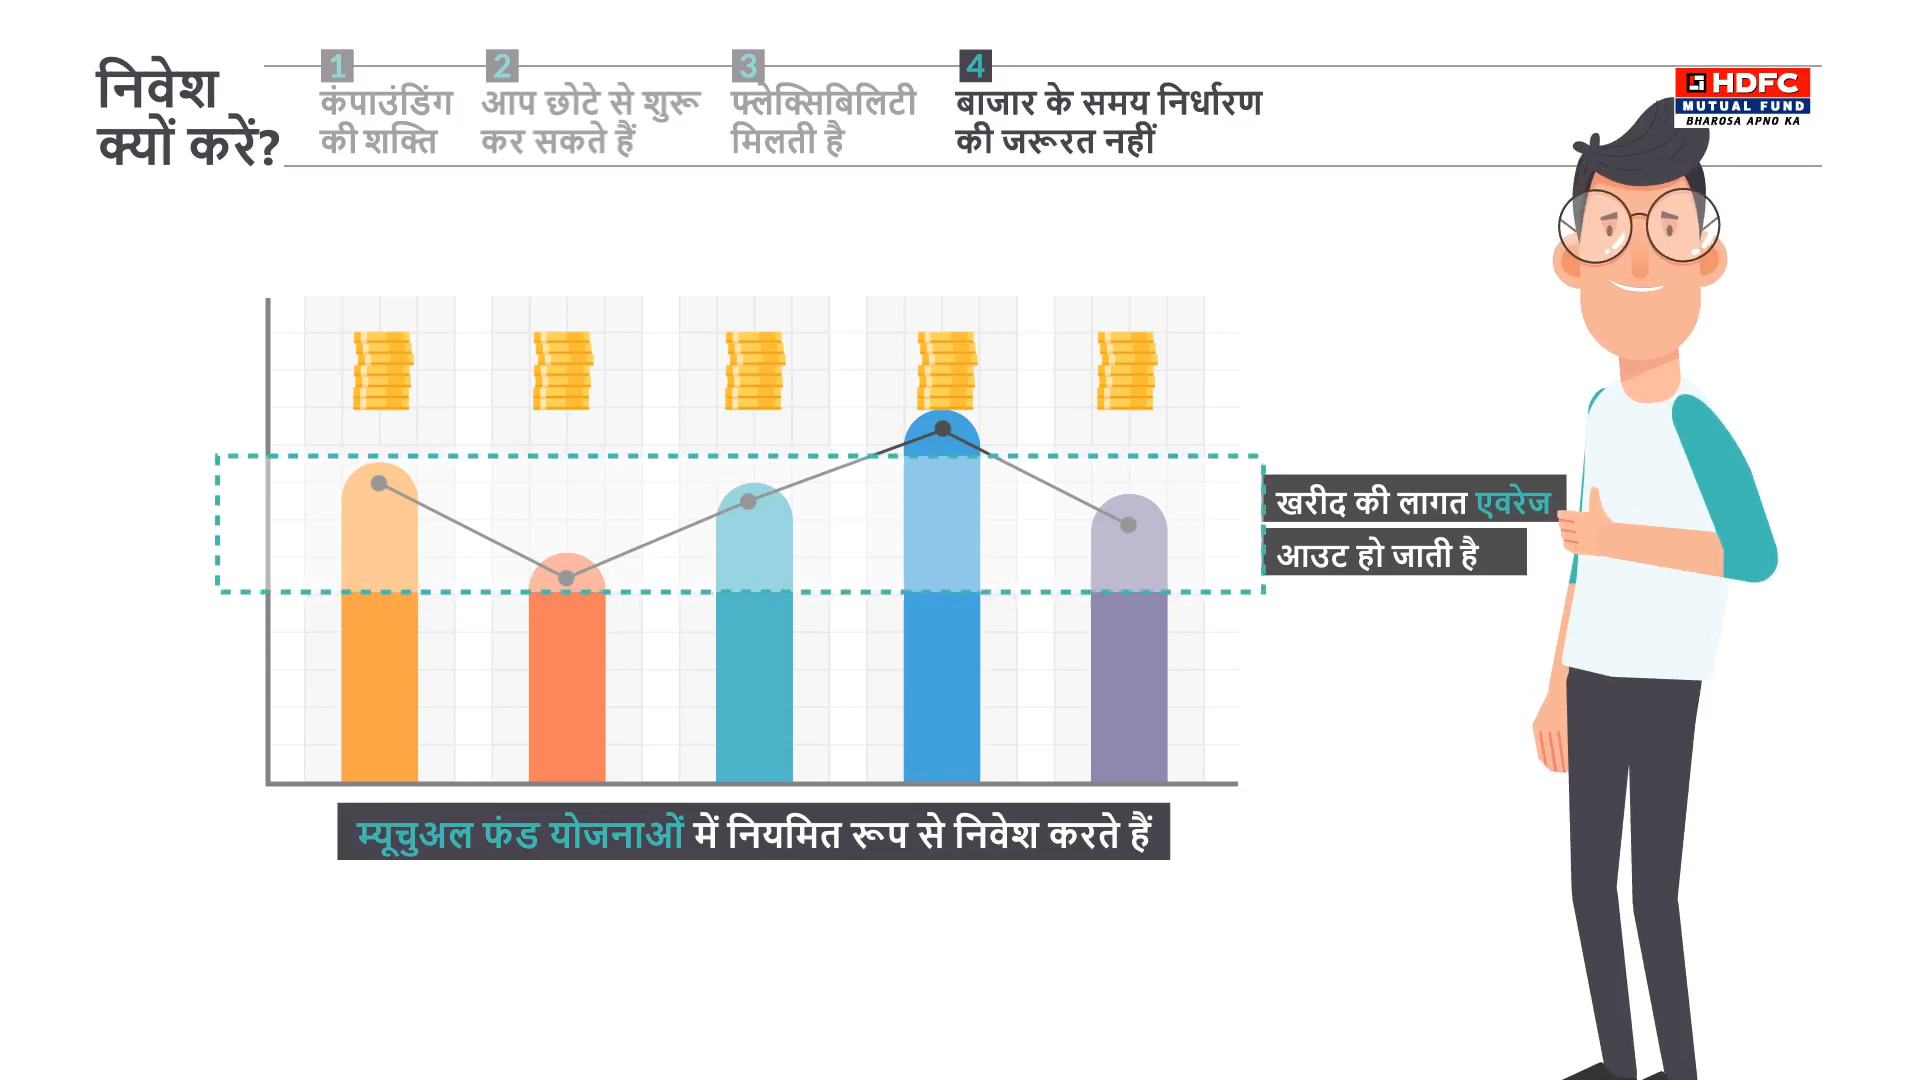 निवेश
क्यों करें?
1
कंपाउंडिंग
की शक्ति
2
आप छोटे से शुरू
कर सकते हैं
3
फ्लेक्सिबिलिटी
मिलती है
4
बाजार के समय निर्धारण
की जरूरत नहीं
HDFC
MUTUAL FUND
BHAROSA APNO KA
खरीद की लागत एवरेज
आउट हो जाती है
म्यूचुअल फंड योजनाओं में नियमित रूप से निवेश करते हैं